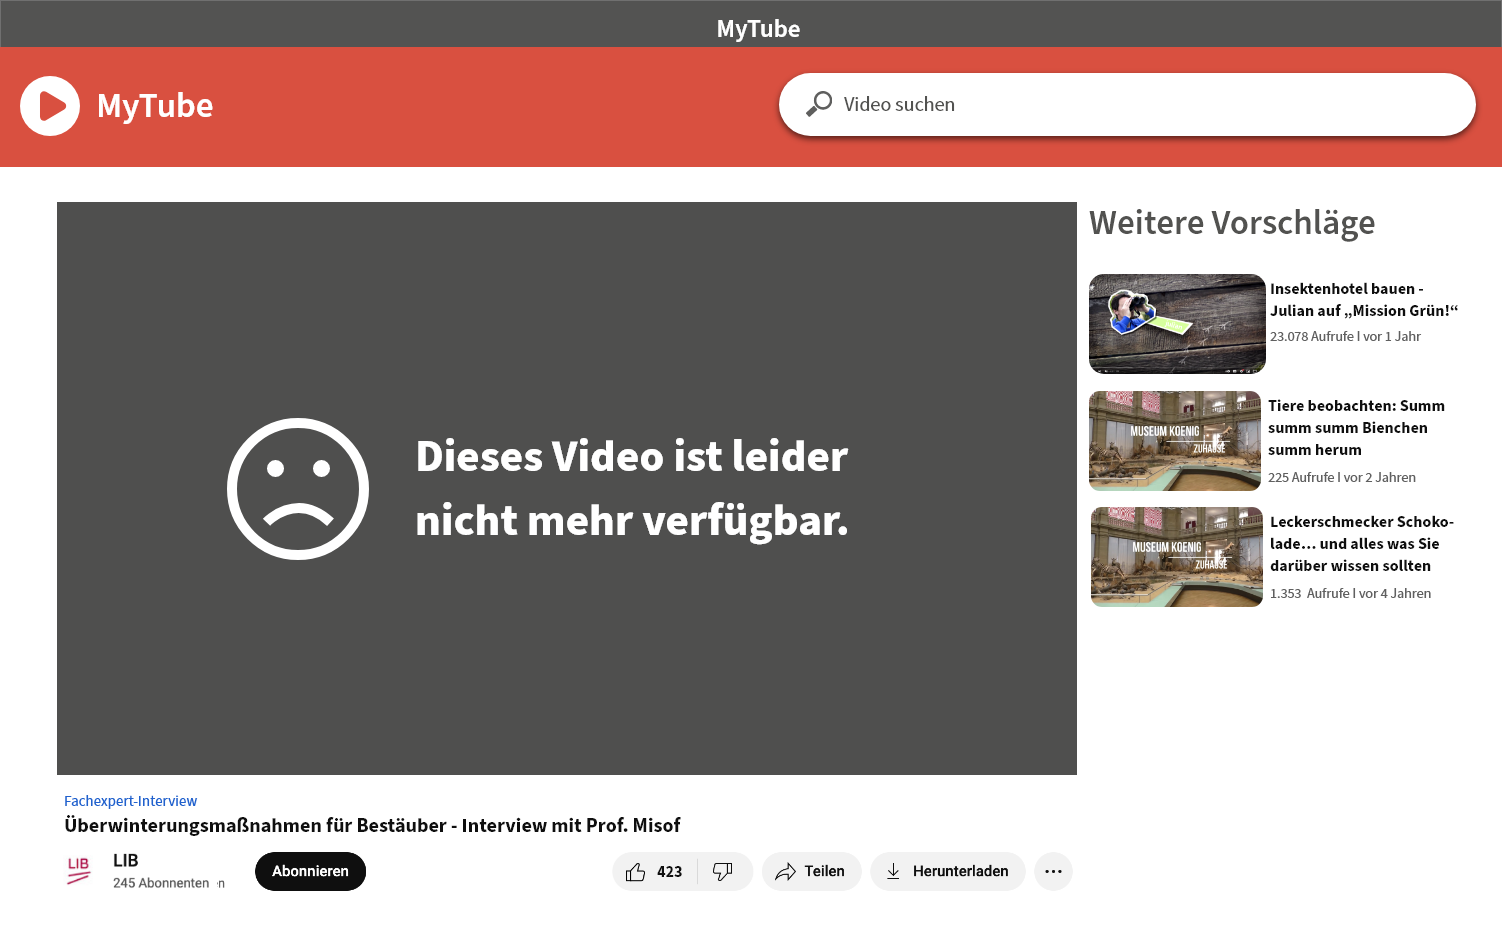 MyTube
MyTube
Video suchen
Dieses Video ist leider
nicht mehr verfügbar.
Weitere Vorschläge
Insektenhotel bauen -
Julian auf „Mission Grün!“
23.078 Aufrufe I vor 1 Jahr
MUSEUM KOENIG
ZUHAUSE
Tiere beobachten: Summ
summ summ Bienchen
summ herum
225 Aufrufe I vor 2 Jahren
MUSEUM KOENIG
ZUHAUSE
Leckerschmecker Schoko-
lade... und alles was Sie
darüber wissen sollten
1.353 Aufrufe I vor 4 Jahren
Fachexpert-Interview
Überwinterungsmaßnahmen für Bestäuber - Interview mit Prof. Misof
LIB
LIB
245 Abonnenten n
Abonnieren
423
Teilen
Herunterladen